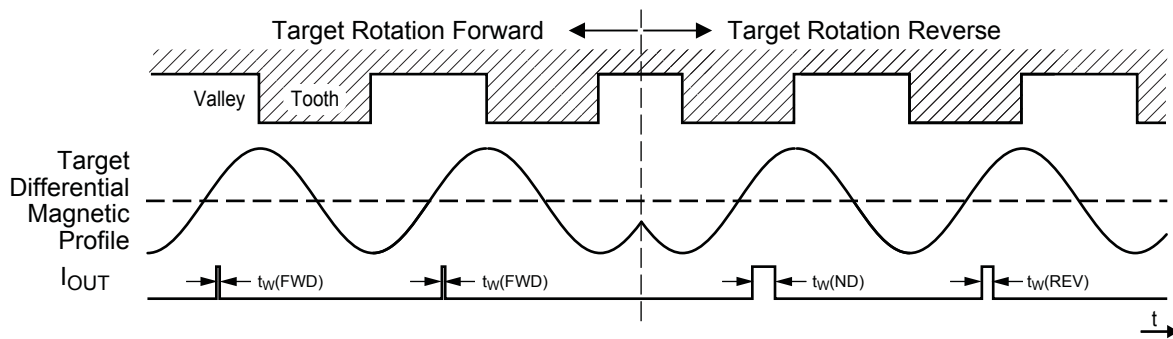 Target Rotation Forward Target Rotation Reverse
Valley Tooth
Target
Differential
Magnetic
Profile
IOUT tW(FWD) tW(FWD) tW(ND) tW(REV)
t